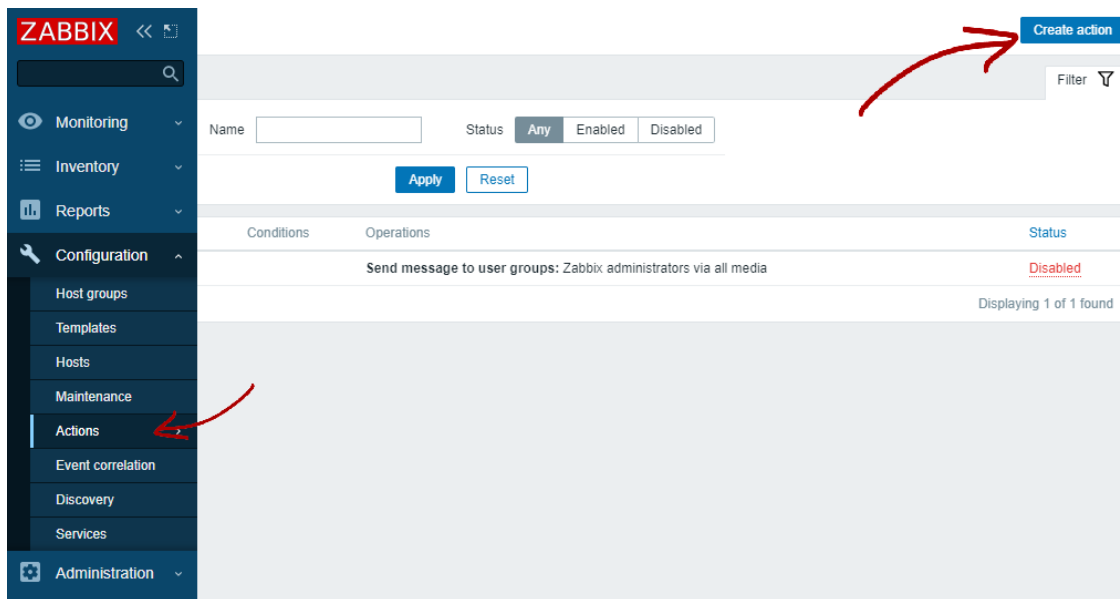 ZABBIX
Create action
Filter
Monitoring
Name
Status Any Enabled Disabled
Inventory
Apply Reset
Reports
Conditions Operations Status
Configuration
Send message to user groups: Zabbix administrators via all media Disabled
Host groups
Displaying 1 of 1 found
Templates
Hosts
Maintenance
Actions
Event correlation
Discovery
Services
Administration